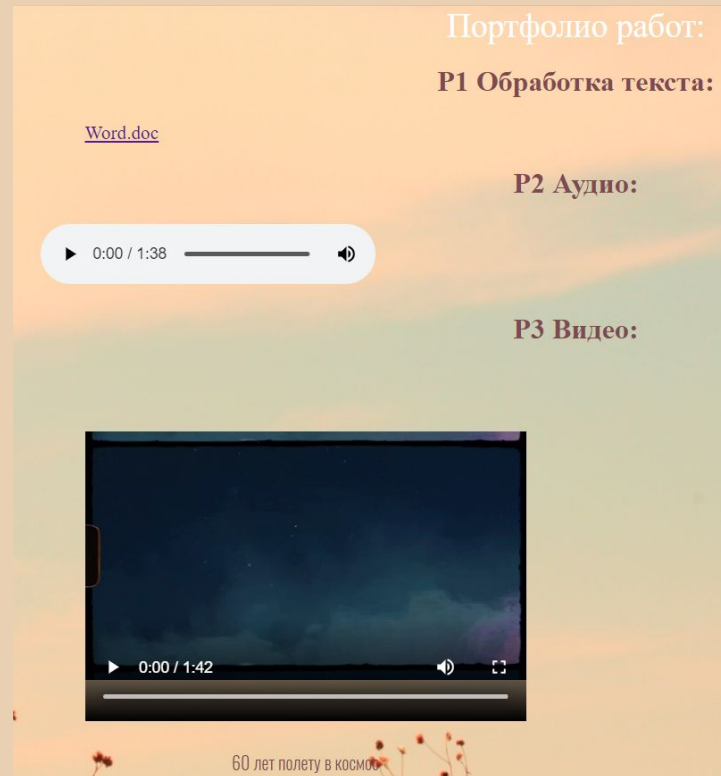 Портфолио работ:
P1 Обработка текста:
Word.doc
P2 Аудио:
0:00 / 1:38
P3 Видео:
0:00 / 1:42
60 лет полету в космос